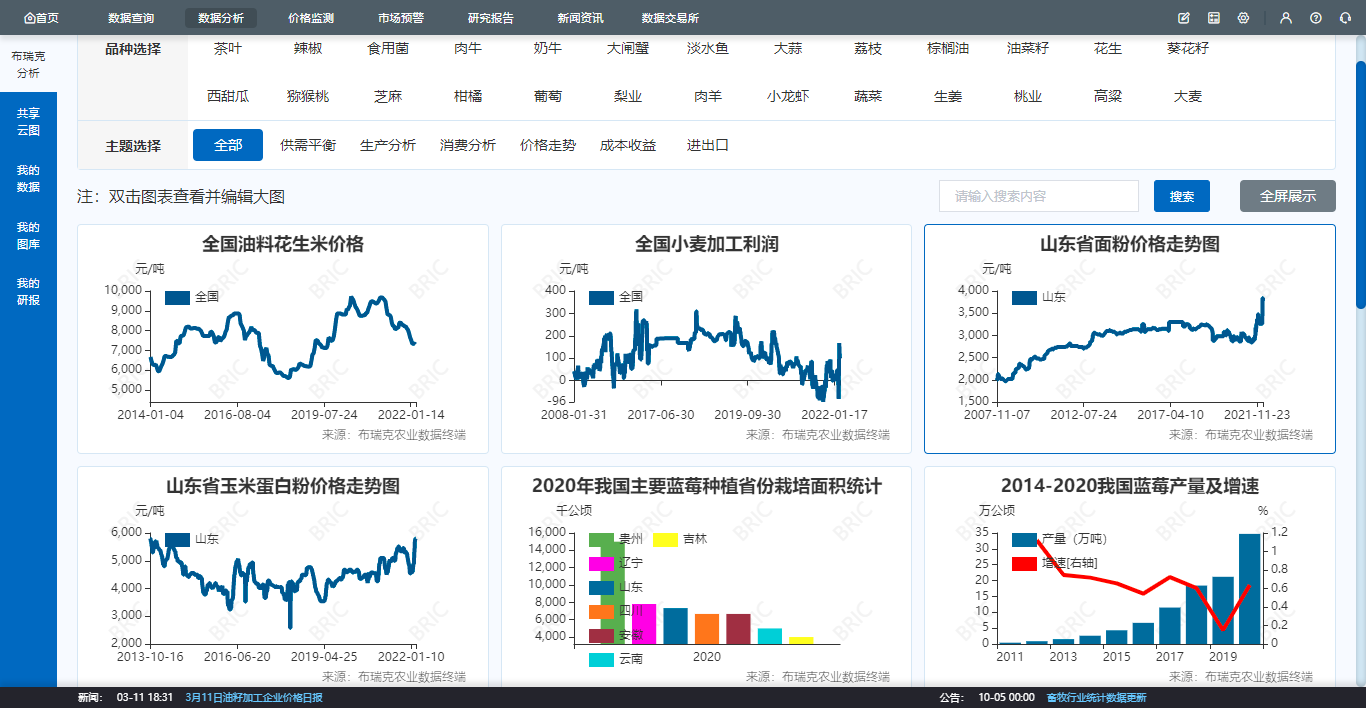 首页 数据查询 数据分析 价格监测 市场预警 研究报告 新闻资讯 数据交易所
布瑞克
分析
共享
云图
我的
数据
我的
图库
我的
研报
品种选择 茶叶 辣椒 食用菌 肉牛 奶牛 大闸蟹 淡水鱼 大蒜 荔枝 棕榈油 油菜籽 花生 葵花籽
西甜瓜 猕猴桃 芝麻 柑橘 葡萄 梨业 肉羊 小龙虾 蔬菜 生姜 桃业 高粱 大麦
主题选择 全部 供需平衡 生产分析 消费分析 价格走势 成本收益 进出口
注：双击图表查看并编辑大图 请输入搜索内容 搜索 全屏展示
全国油料花生米价格
元/吨
全国
10,000
9,000
8,000
7,000
6,000
5,000
2014-01-04 2016-08-04 2019-07-24 2022-01-14
来源：布瑞克农业数据终端
BRIC
全国小麦加工利润
元/吨
全国
400
300
200
100
0
-96
2008-01-31 2017-06-30 2019-09-30 2022-01-17
来源：布瑞克农业数据终端
BRIC
山东省面粉价格走势图
元/吨
山东
4,000
3,500
3,000
2,500
2,000
1,500
2007-11-07 2012-07-24 2017-04-10 2021-11-23
来源：布瑞克农业数据终端
BRIC
山东省玉米蛋白粉价格走势图
元/吨
山东
6,000
5,000
4,000
3,000
2,000
2013-10-16 2016-06-20 2019-04-25 2022-01-10
来源：布瑞克农业数据终端
BRIC
2020年我国主要蓝莓种植省份栽培面积统计
千公顷
贵州 吉林
辽宁
山东
四川
安徽
云南
16,000
14,000
12,000
10,000
8,000
6,000
4,000
2020
来源：布瑞克农业数据终端
BRIC
2014-2020我国蓝莓产量及增速
万公顷 %
产量（万吨）
增速[右轴]
35
30
25
20
15
10
5
0
1.2
1
0.8
0.6
0.4
0.2
0
2011 2013 2015 2017 2019
来源：布瑞克农业数据终端
BRIC
新闻： 03-11 18:31 3月11日油籽加工企业价格日报 公告： 10-05 00:00 畜牧行业统计数据更新